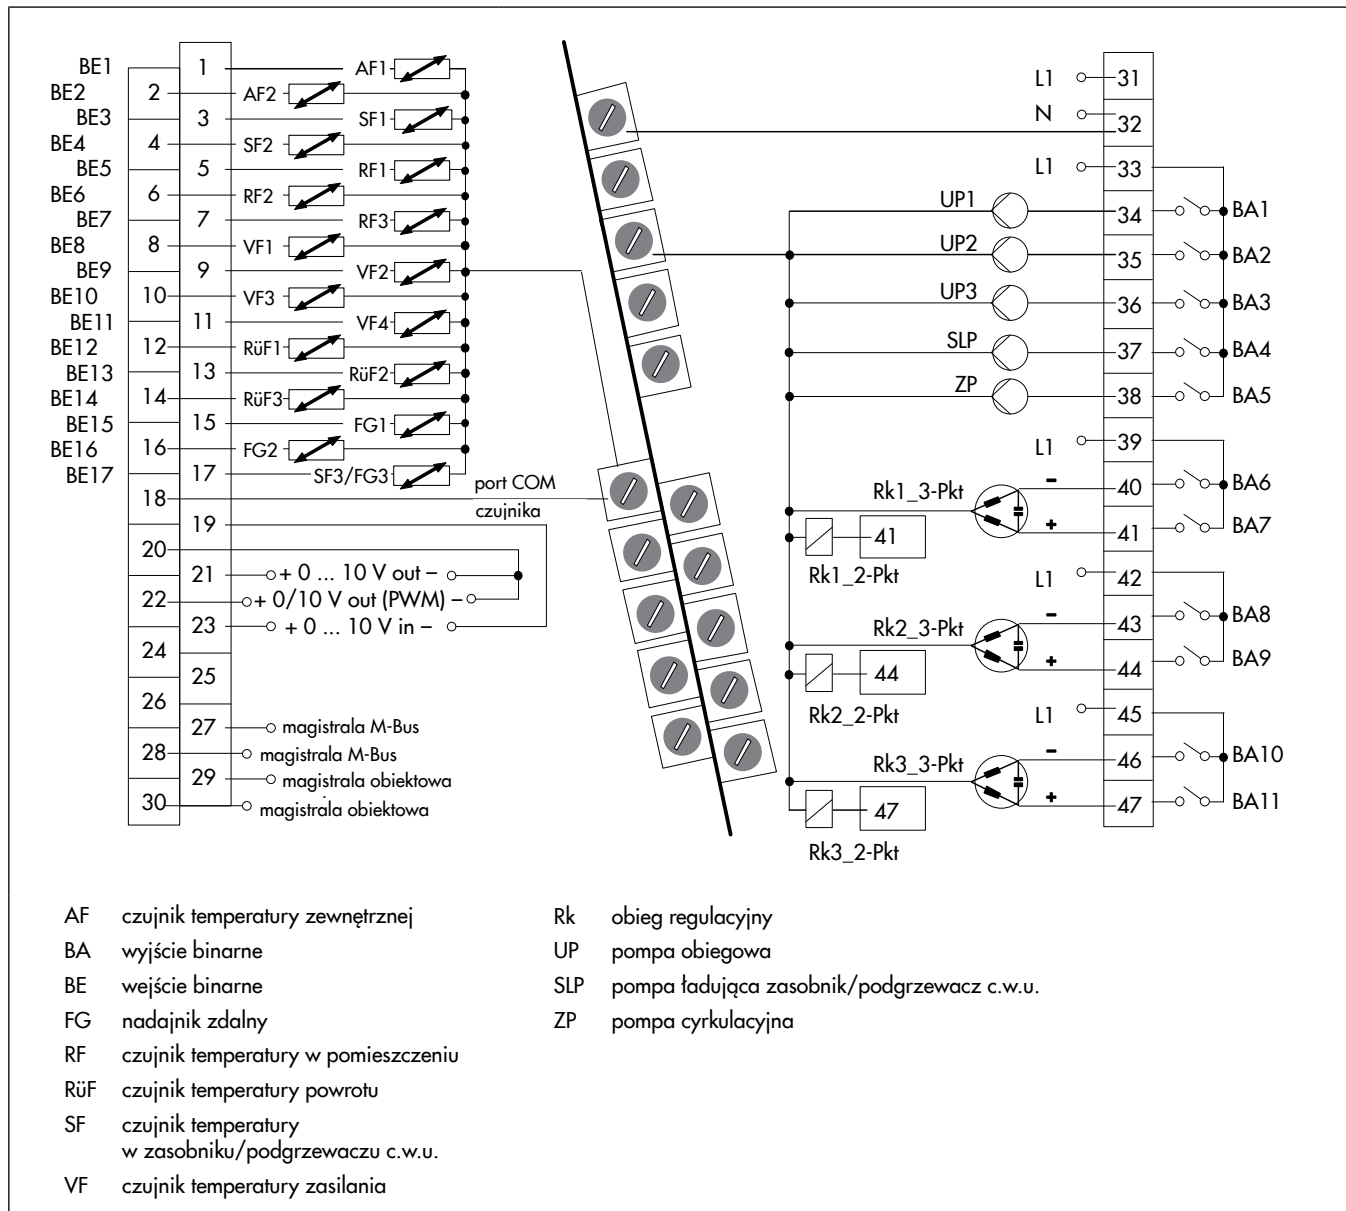 BE1 1 AF1
BE2 2 AF2
BE3 3 SF1
BE4 4 SF2
BE5 5 RF1
BE6 6 RF2
BE7 7 RF3
BE8 8 VF1
BE9 9 VF2
BE10 10 VF3
BE11 11 VF4
BE12 12 RüF1
BE13 13 RüF2
BE14 14 RüF3
BE15 15 FG1
BE16 16 FG2
BE17 17 SF3/FG3
18 port COM
czujnika
19
20
21 + 0 ... 10 V out –
22 + 0/10 V out (PWM) –
23 + 0 ... 10 V in –
24
25
26
27 magistrala M-Bus
28 magistrala M-Bus
29 magistrala obiektowa
30 magistrala obiektowa
L1 31
N 32
L1 33
UP1 34 BA1
UP2 35 BA2
UP3 36 BA3
SLP 37 BA4
ZP 38 BA5
L1 39
Rk1_3-Pkt – 40 BA6
41 + 41 BA7
Rk1_2-Pkt
L1 42
Rk2_3-Pkt – 43 BA8
44 + 44 BA9
Rk2_2-Pkt
L1 45
Rk3_3-Pkt – 46 BA10
47 + 47 BA11
Rk3_2-Pkt
AF czujnik temperatury zewnętrznej
BA wyjście binarne
BE wejście binarne
FG nadajnik zdalny
RF czujnik temperatury w pomieszczeniu
RüF czujnik temperatury powrotu
SF czujnik temperatury
w zasobniku/podgrzewaczu c.w.u.
VF czujnik temperatury zasilania
Rk obieg regulacyjny
UP pompa obiegowa
SLP pompa ładująca zasobnik/podgrzewacz c.w.u.
ZP pompa cyrkulacyjna